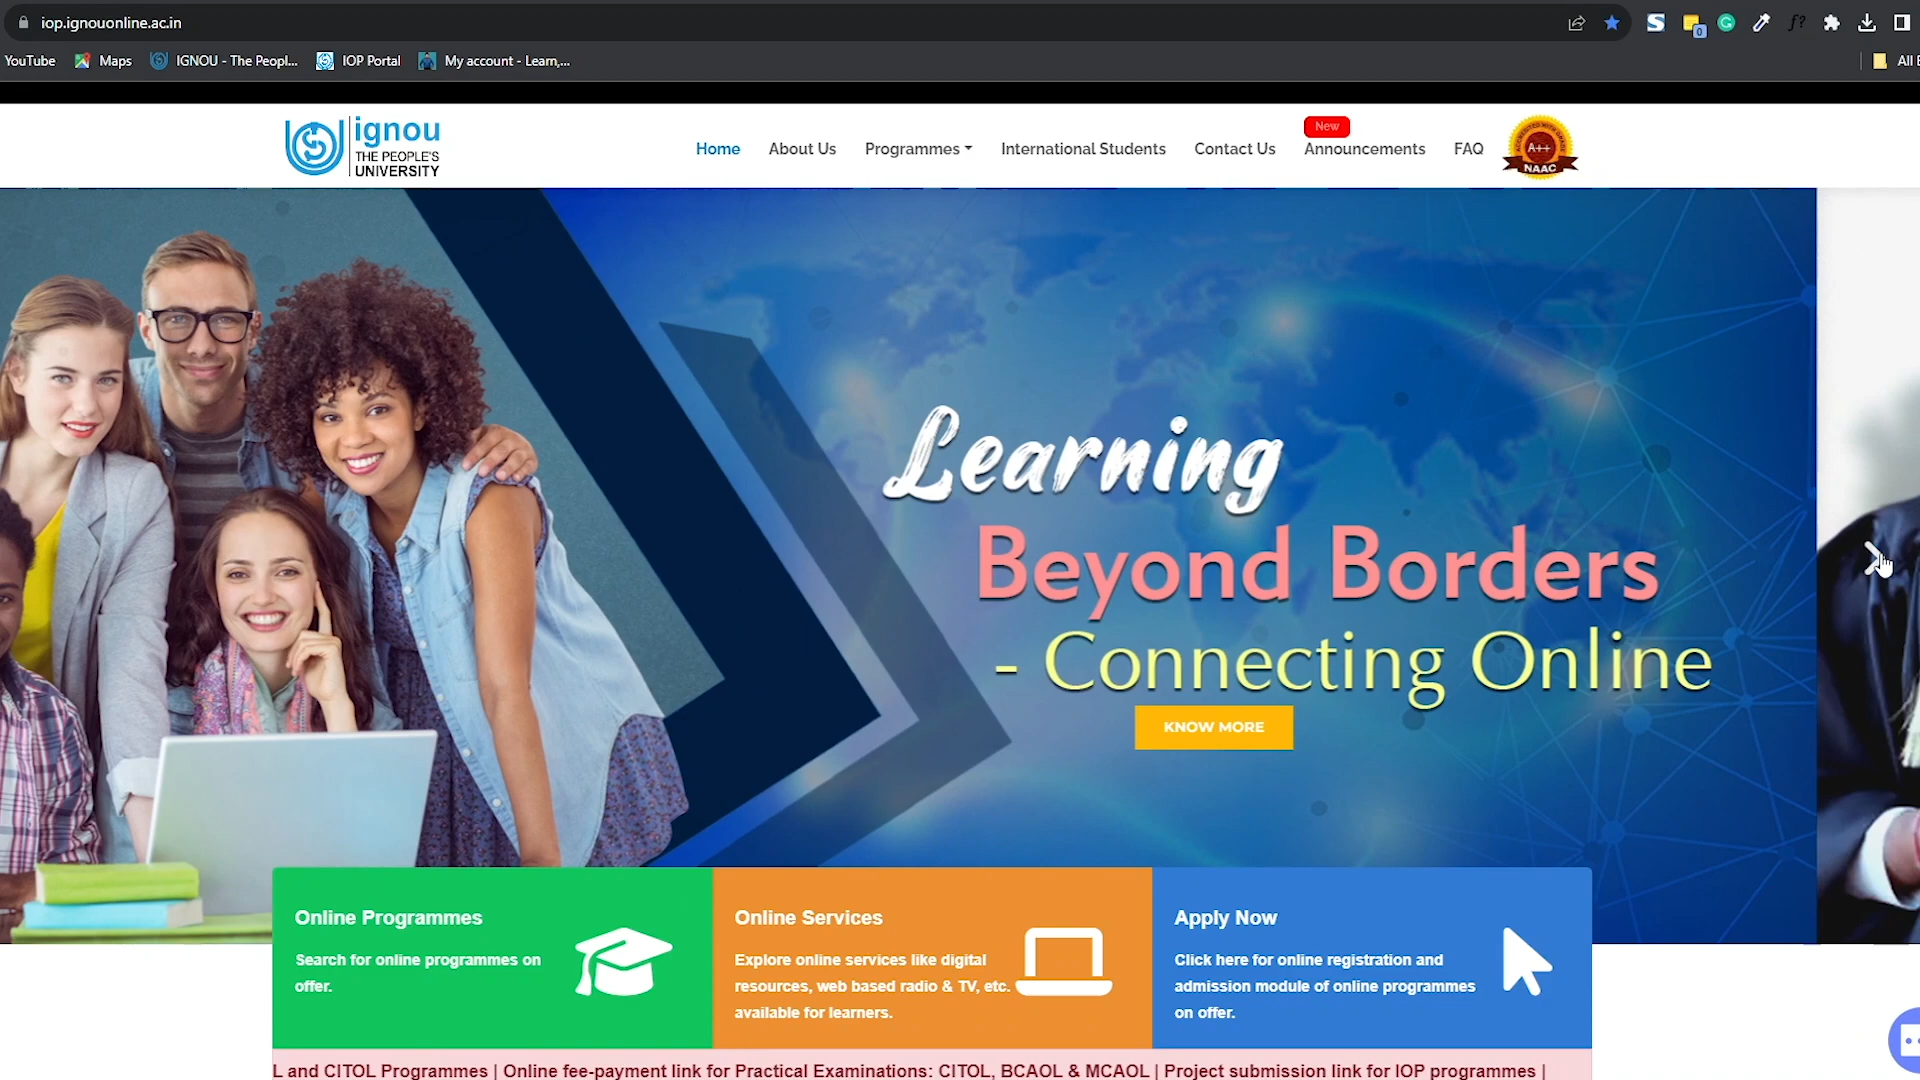 iop.ignouonline.ac.in
YouTube Maps IGNOU - The Peopl... IOP Portal My account - Learn,... All
0
f?
ignou
THE PEOPLE'S
UNIVERSITY
Home About Us Programmes International Students Contact Us New Announcements FAQ
A++
NAAC
Learning
Beyond Borders
- Connecting Online
KNOW MORE
Online Programmes
Search for online programmes on
offer.
Online Services
Explore online services like digital
resources, web based radio & TV, etc.
available for learners.
Apply Now
Click here for online registration and
admission module of online programmes
on offer.
L and CITOL Programmes | Online fee-payment link for Practical Examinations: CITOL, BCAOL & MCAOL | Project submission link for IOP programmes |